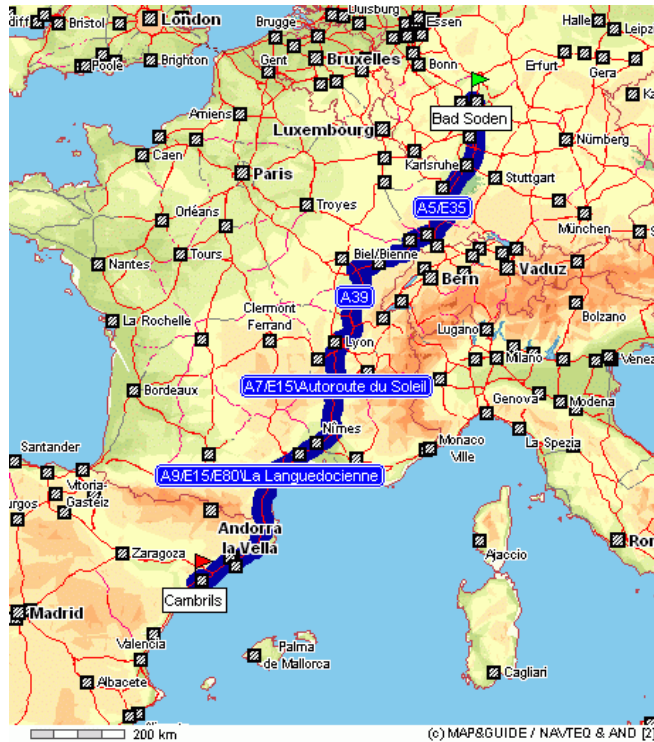 Duisburg
Bristol
London
Essen
Halle
Leipz
diff
Brugge
Poole
Brighton
Gent
Bruxelles
Bonn
Erfurt
Gera
Ka
Amiens
Luxembourg
Bad Soden
Nürnberg
Caen
Karlsruhe
Paris
Stuttgart
Troyes
A5/E35
Orléans
München
S
Nantes
Tours
Biel/Bienne
Bern
Vaduz
A39
La Rochelle
Clermont
Ferrand
Lyon
Lugano
Bolzano
Milano
Venez
A7/E15\Autoroute du Soleil
Bordeaux
Genova
Modena
Nîmes
Monaco
Ville
La Spezia
Santander
A9/E15/E80\La Languedocienne
Vitoria-
Gasteiz
urgos
Andorra
la Vella
Zaragoza
Ajaccio
Ron
Cambrils
Madrid
Valencia
Palma
de Mallorca
Cagliari
Albacete
200 km
(c) MAP&GUIDE / NAVTEQ & AND [2]